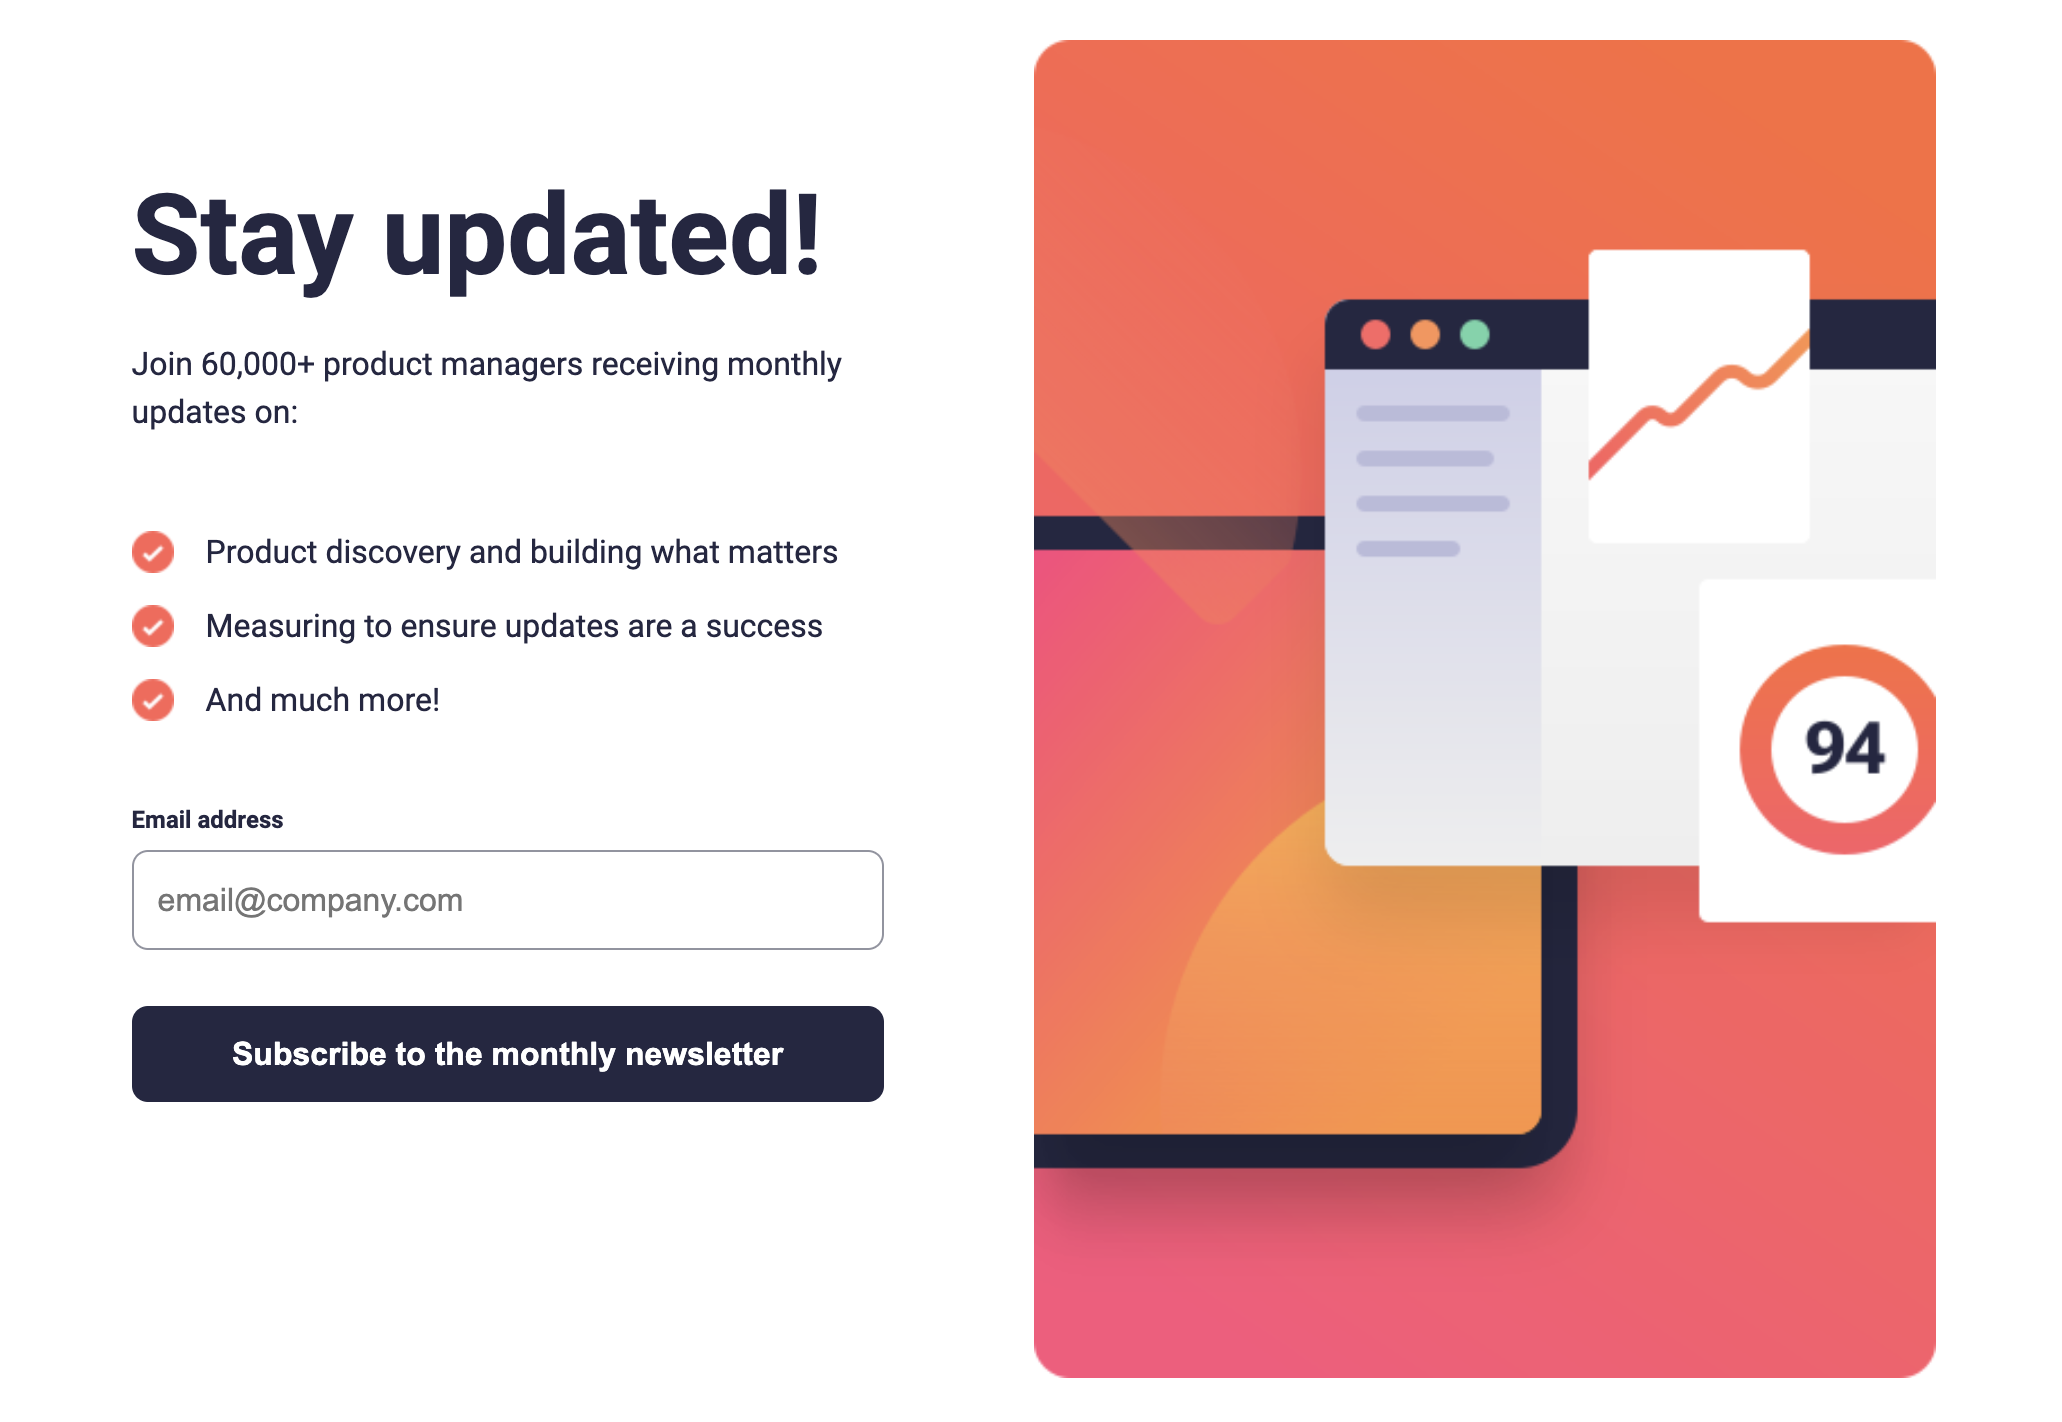 Stay updated!
Join 60,000+ product managers receiving monthly
updates on:
Product discovery and building what matters
Measuring to ensure updates are a success
And much more!
Email address
email@company.com
Subscribe to the monthly newsletter
94